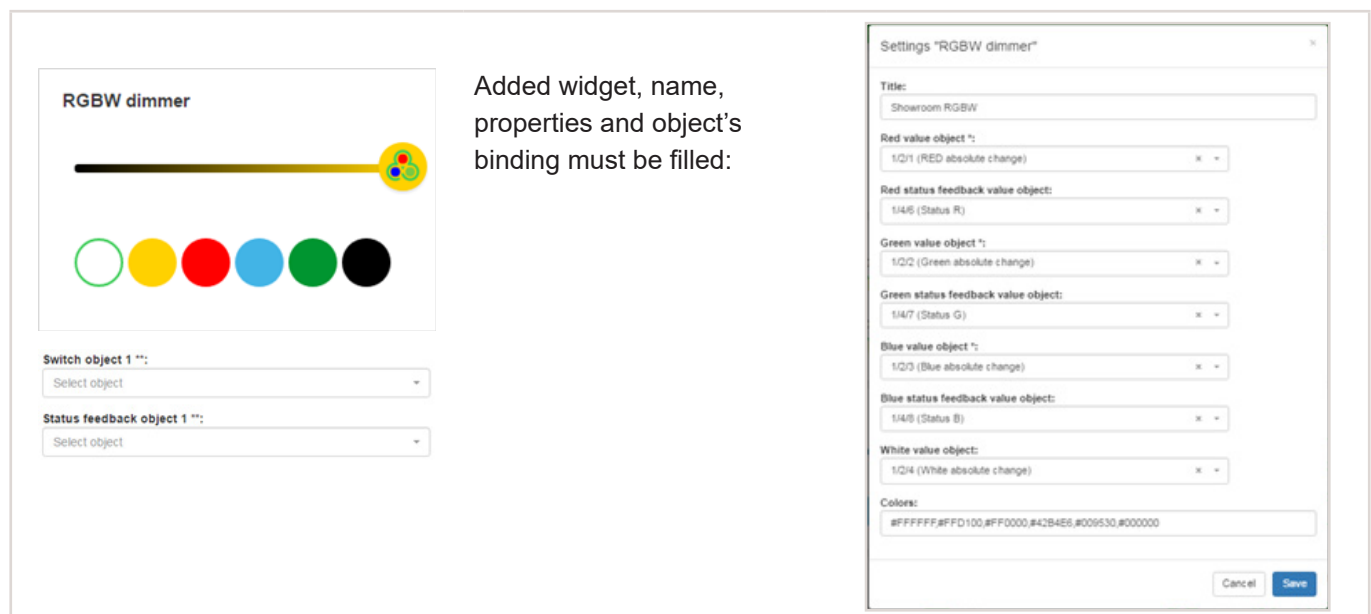 RGBW dimmer
Switch object 1 **:
Select object
Status feedback object 1 **:
Select object
Added widget, name,
properties and object’s
binding must be filled:
Settings "RGBW dimmer"
×
Title:
Showroom RGBW
Red value object *:
1/2/1 (RED absolute change)
Red status feedback value object:
1/4/6 (Status R)
Green value object *:
1/2/2 (Green absolute change)
Green status feedback value object:
1/4/7 (Status G)
Blue value object *:
1/2/3 (Blue absolute change)
Blue status feedback value object:
1/4/8 (Status B)
White value object:
1/2/4 (White absolute change)
Colors:
#FFFFFF,#FFD100,#FF0000,#42B4E6,#009530,#000000
Cancel Save